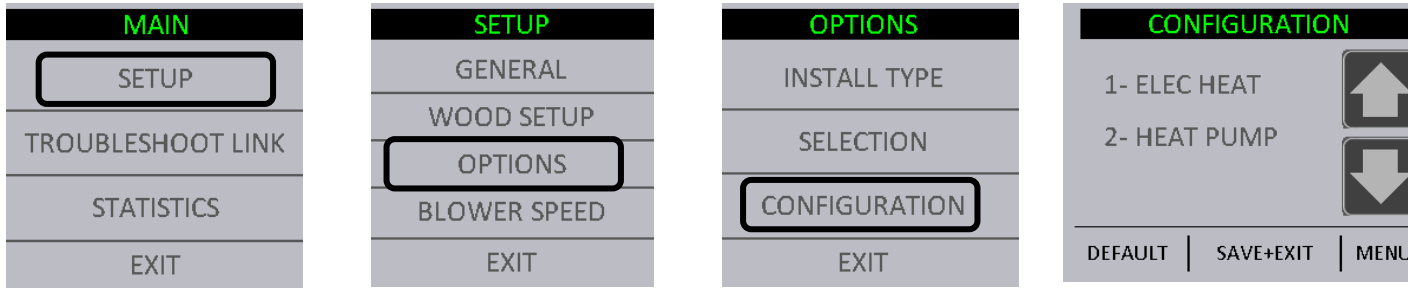 MAIN
SETUP
TROUBLESHOOT LINK
STATISTICS
EXIT
SETUP
GENERAL
WOOD SETUP
OPTIONS
BLOWER SPEED
EXIT
OPTIONS
INSTALL TYPE
SELECTION
CONFIGURATION
EXIT
CONFIGURATION
1- ELEC HEAT
2- HEAT PUMP
DEFAULT SAVE+EXIT MENU